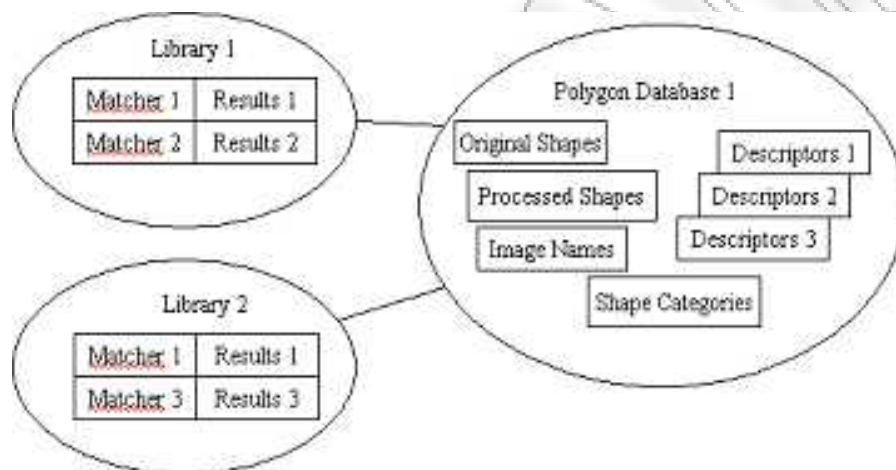 Library 1
Matcher 1 Results 1
Matcher 2 Results 2
Polygon Database 1
Original Shapes
Processed Shapes
Image Names
Descriptors 1
Descriptors 2
Descriptors 3
Shape Categories
Library 2
Matcher 1 Results 1
Matcher 3 Results 3